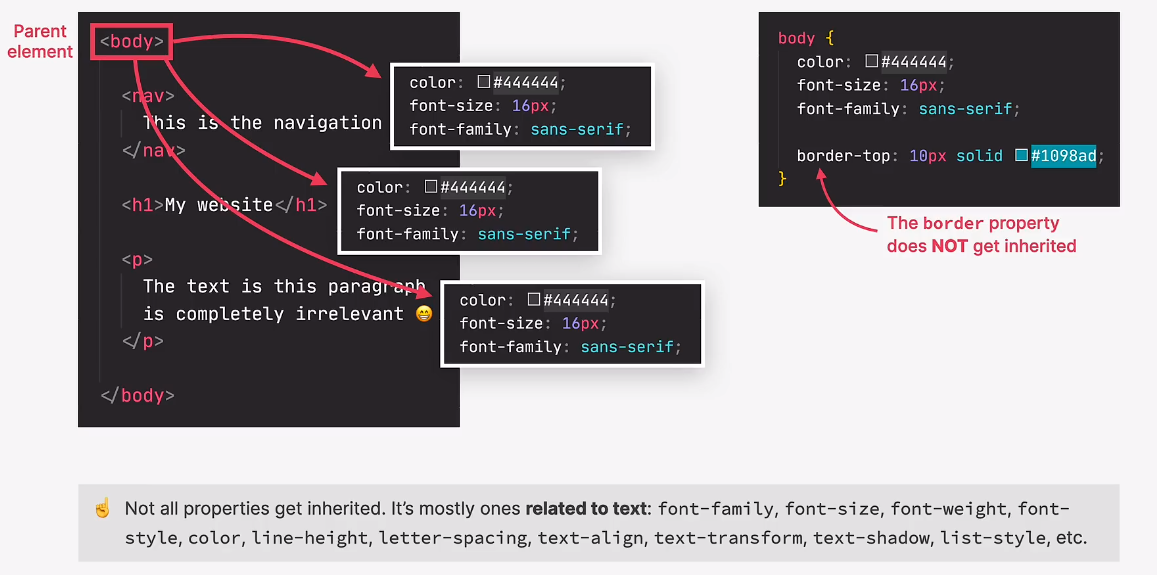 Parent
element
<body>
<nav>
This is the navigation
</nav>
<h1>My website</h1>
<p>
The text is this paragraph
is completely irrelevant 😁
</p>
</body>
color: #444444;
font-size: 16px;
font-family: sans-serif;
color: #444444;
font-size: 16px;
font-family: sans-serif;
color: #444444;
font-size: 16px;
font-family: sans-serif;
body {
color: #444444;
font-size: 16px;
font-family: sans-serif;
border-top: 10px solid #1098ad;
}
The border property
does NOT get inherited
☝️ Not all properties get inherited. It’s mostly ones related to text: font-family, font-size, font-weight, font-
style, color, line-height, letter-spacing, text-align, text-transform, text-shadow, list-style, etc.